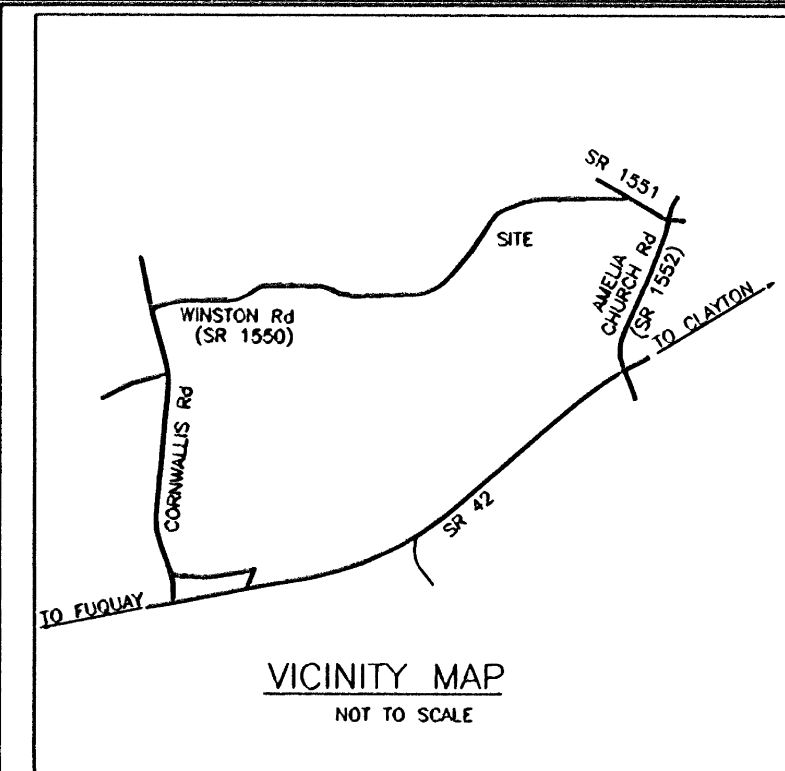 SR 1551
SITE
AMELIA
CHURCH Rd
(SR 1552)
TO CLAYTON
WINSTON Rd
(SR 1550)
CORNWALLIS Rd
SR 42
TO FUQUAY
VICINITY MAP
NOT TO SCALE